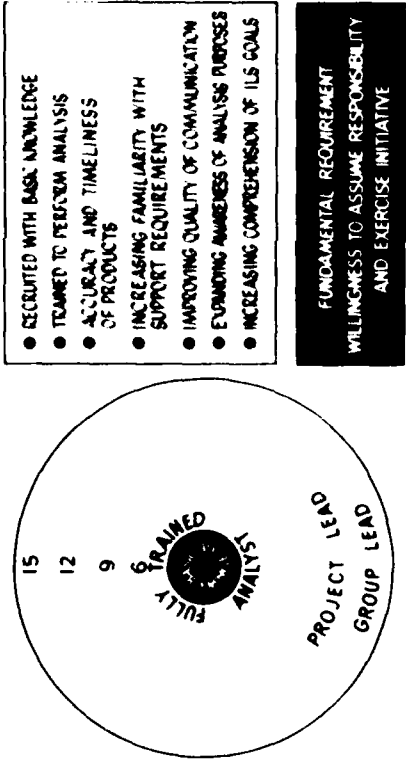 15
12
9
6
FULLY TRAINED
ANALYST
PROJECT LEAD
GROUP LEAD
● RECRUITED WITH BASIC KNOWLEDGE
● TRAINED TO PERFORM ANALYSIS
● ACCURACY AND TIMELINESS
OF PRODUCTS
● INCREASING FAMILIARITY WITH
SUPPORT REQUIREMENTS
● IMPROVING QUALITY OF COMMUNICATION
● EXPANDING AWARENESS OF ANALYSIS PURPOSES
● INCREASING COMPREHENSION OF ILS GOALS
FUNDAMENTAL REQUIREMENT
WILLINGNESS TO ASSUME RESPONSIBILITY
AND EXERCISE INITIATIVE